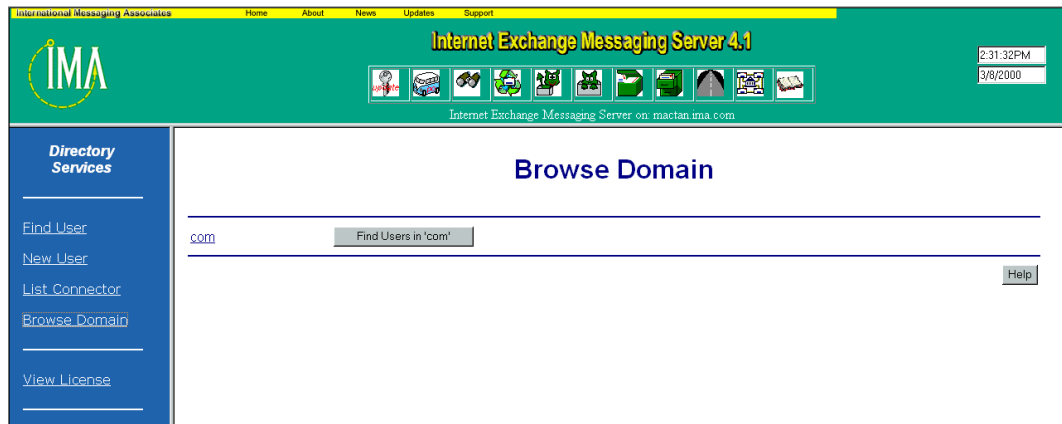 International Messaging Associates Home About News Updates Support
IMA
Internet Exchange Messaging Server 4.1
2:31:32PM
3/8/2000
update
Internet Exchange Messaging Server on: mactan.ima.com
Directory
Services
Find User
New User
List Connector
Browse Domain
View License
Browse Domain
com Find Users in 'com'
Help